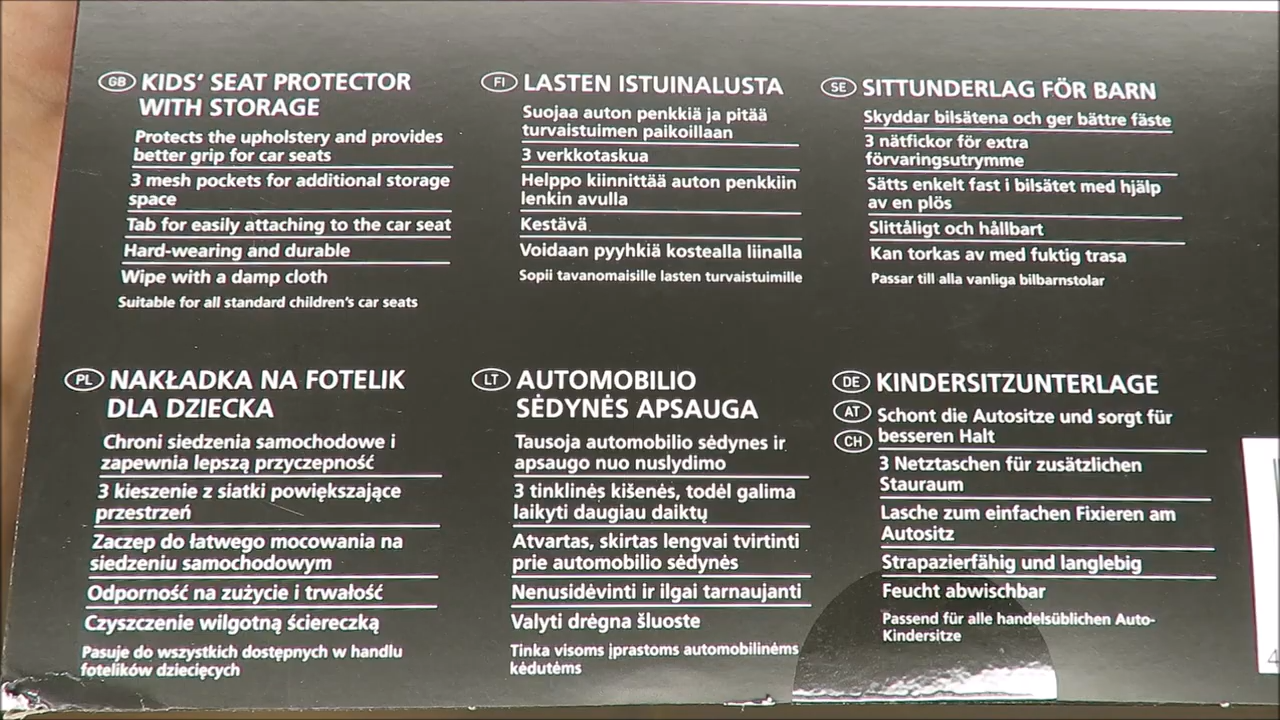 GB KIDS' SEAT PROTECTOR
WITH STORAGE
Protects the upholstery and provides
better grip for car seats
3 mesh pockets for additional storage
space
Tab for easily attaching to the car seat
Hard-wearing and durable
Wipe with a damp cloth
Suitable for all standard children's car seats
FI LASTEN ISTUINALUSTA
Suojaa auton penkkiä ja pitää
turvaistuimen paikoillaan
3 verkkotaskua
Helppo kiinnittää auton penkkiin
lenkin avulla
Kestävä
Voidaan pyyhkiä kostealla liinalla
Sopii tavanomaisille lasten turvaistuimille
SE SITTUNDERLAG FÖR BARN
Skyddar bilsätena och ger bättre fäste
3 nätfickor för extra
förvaringsutrymme
Sätts enkelt fast i bilsätet med hjälp
av en plös
Slittåligt och hållbart
Kan torkas av med fuktig trasa
Passar till alla vanliga bilbarnstolar
PL NAKŁADKA NA FOTELIK
DLA DZIECKA
Chroni siedzenia samochodowe i
zapewnia lepszą przyczepność
3 kieszenie z siatki powiększające
przestrzeń
Zaczep do łatwego mocowania na
siedzeniu samochodowym
Odporność na zużycie i trwałość
Czyszczenie wilgotną ściereczką
Pasuje do wszystkich dostępnych w handlu
fotelików dziecięcych
LT AUTOMOBILIO
SĖDYNĖS APSAUGA
Tausoja automobilio sėdynes ir
apsaugo nuo nuslydimo
3 tinklinės kišenės, todėl galima
laikyti daugiau daiktų
Atvartas, skirtas lengvai tvirtinti
prie automobilio sėdynės
Nenusidėvinti ir ilgai tarnaujanti
Valyti drėgna šluoste
Tinka visoms įprastoms automobilinėms
kėdutėms
DE KINDERSITZUNTERLAGE
AT Schont die Autositze und sorgt für
CH besseren Halt
3 Netztaschen für zusätzlichen
Stauraum
Lasche zum einfachen Fixieren am
Autositz
Strapazierfähig und langlebig
Feucht abwischbar
Passend für alle handelsüblichen Auto-
Kindersitze
4